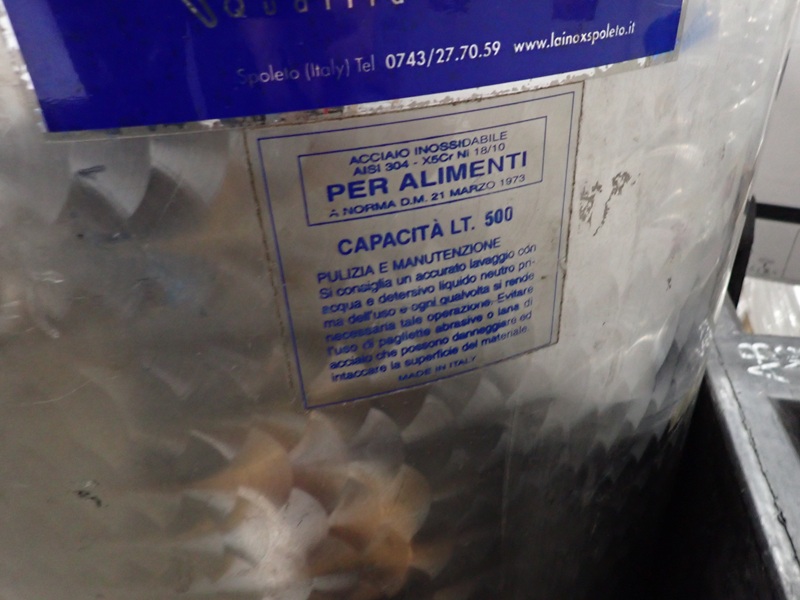 Qualità
Spoleto (Italy) Tel 0743/27.70.59 www.lainoxspoleto.it
ACCIAIO INOSSIDABILE
AISI 304 - X5Cr Ni 18/10
PER ALIMENTI
A NORMA D.M. 21 MARZO 1973
CAPACITÀ LT. 500
PULIZIA E MANUTENZIONE
Si consiglia un accurato lavaggio con
acqua e detersivo liquido neutro pri-
ma dell'uso e ogni qualvolta si rende
necessaria tale operazione. Evitare
l'uso di pagliette abrasive o lana di
acciaio che possono danneggiare ed
intaccare la superficie del materiale.
MADE IN ITALY